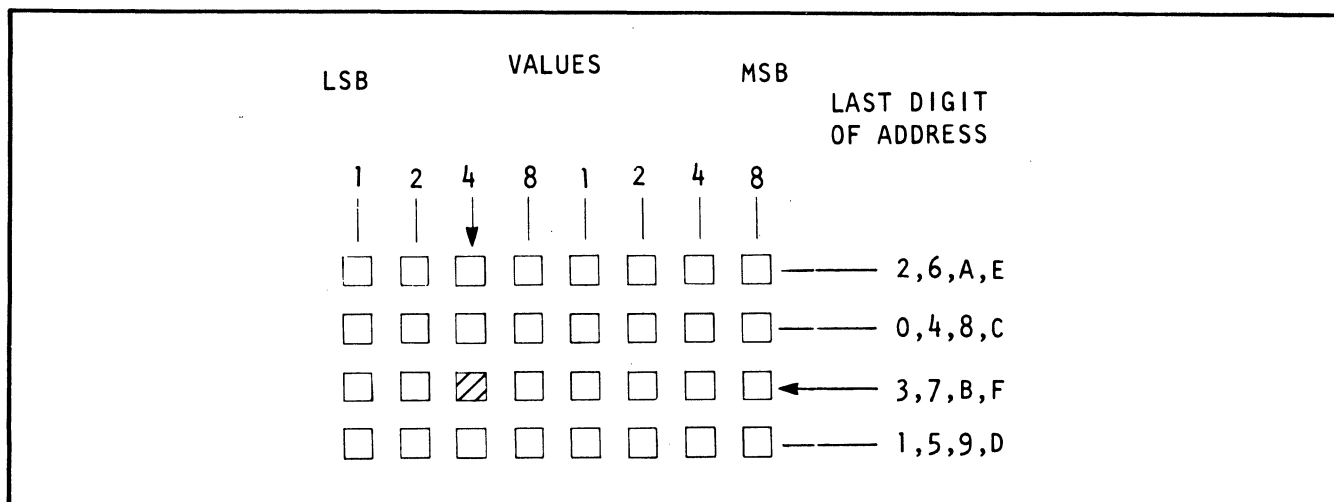 LSB VALUES MSB
LAST DIGIT
OF ADDRESS
1 2 4 8 1 2 4 8
2,6,A,E
0,4,8,C
3,7,B,F
1,5,9,D